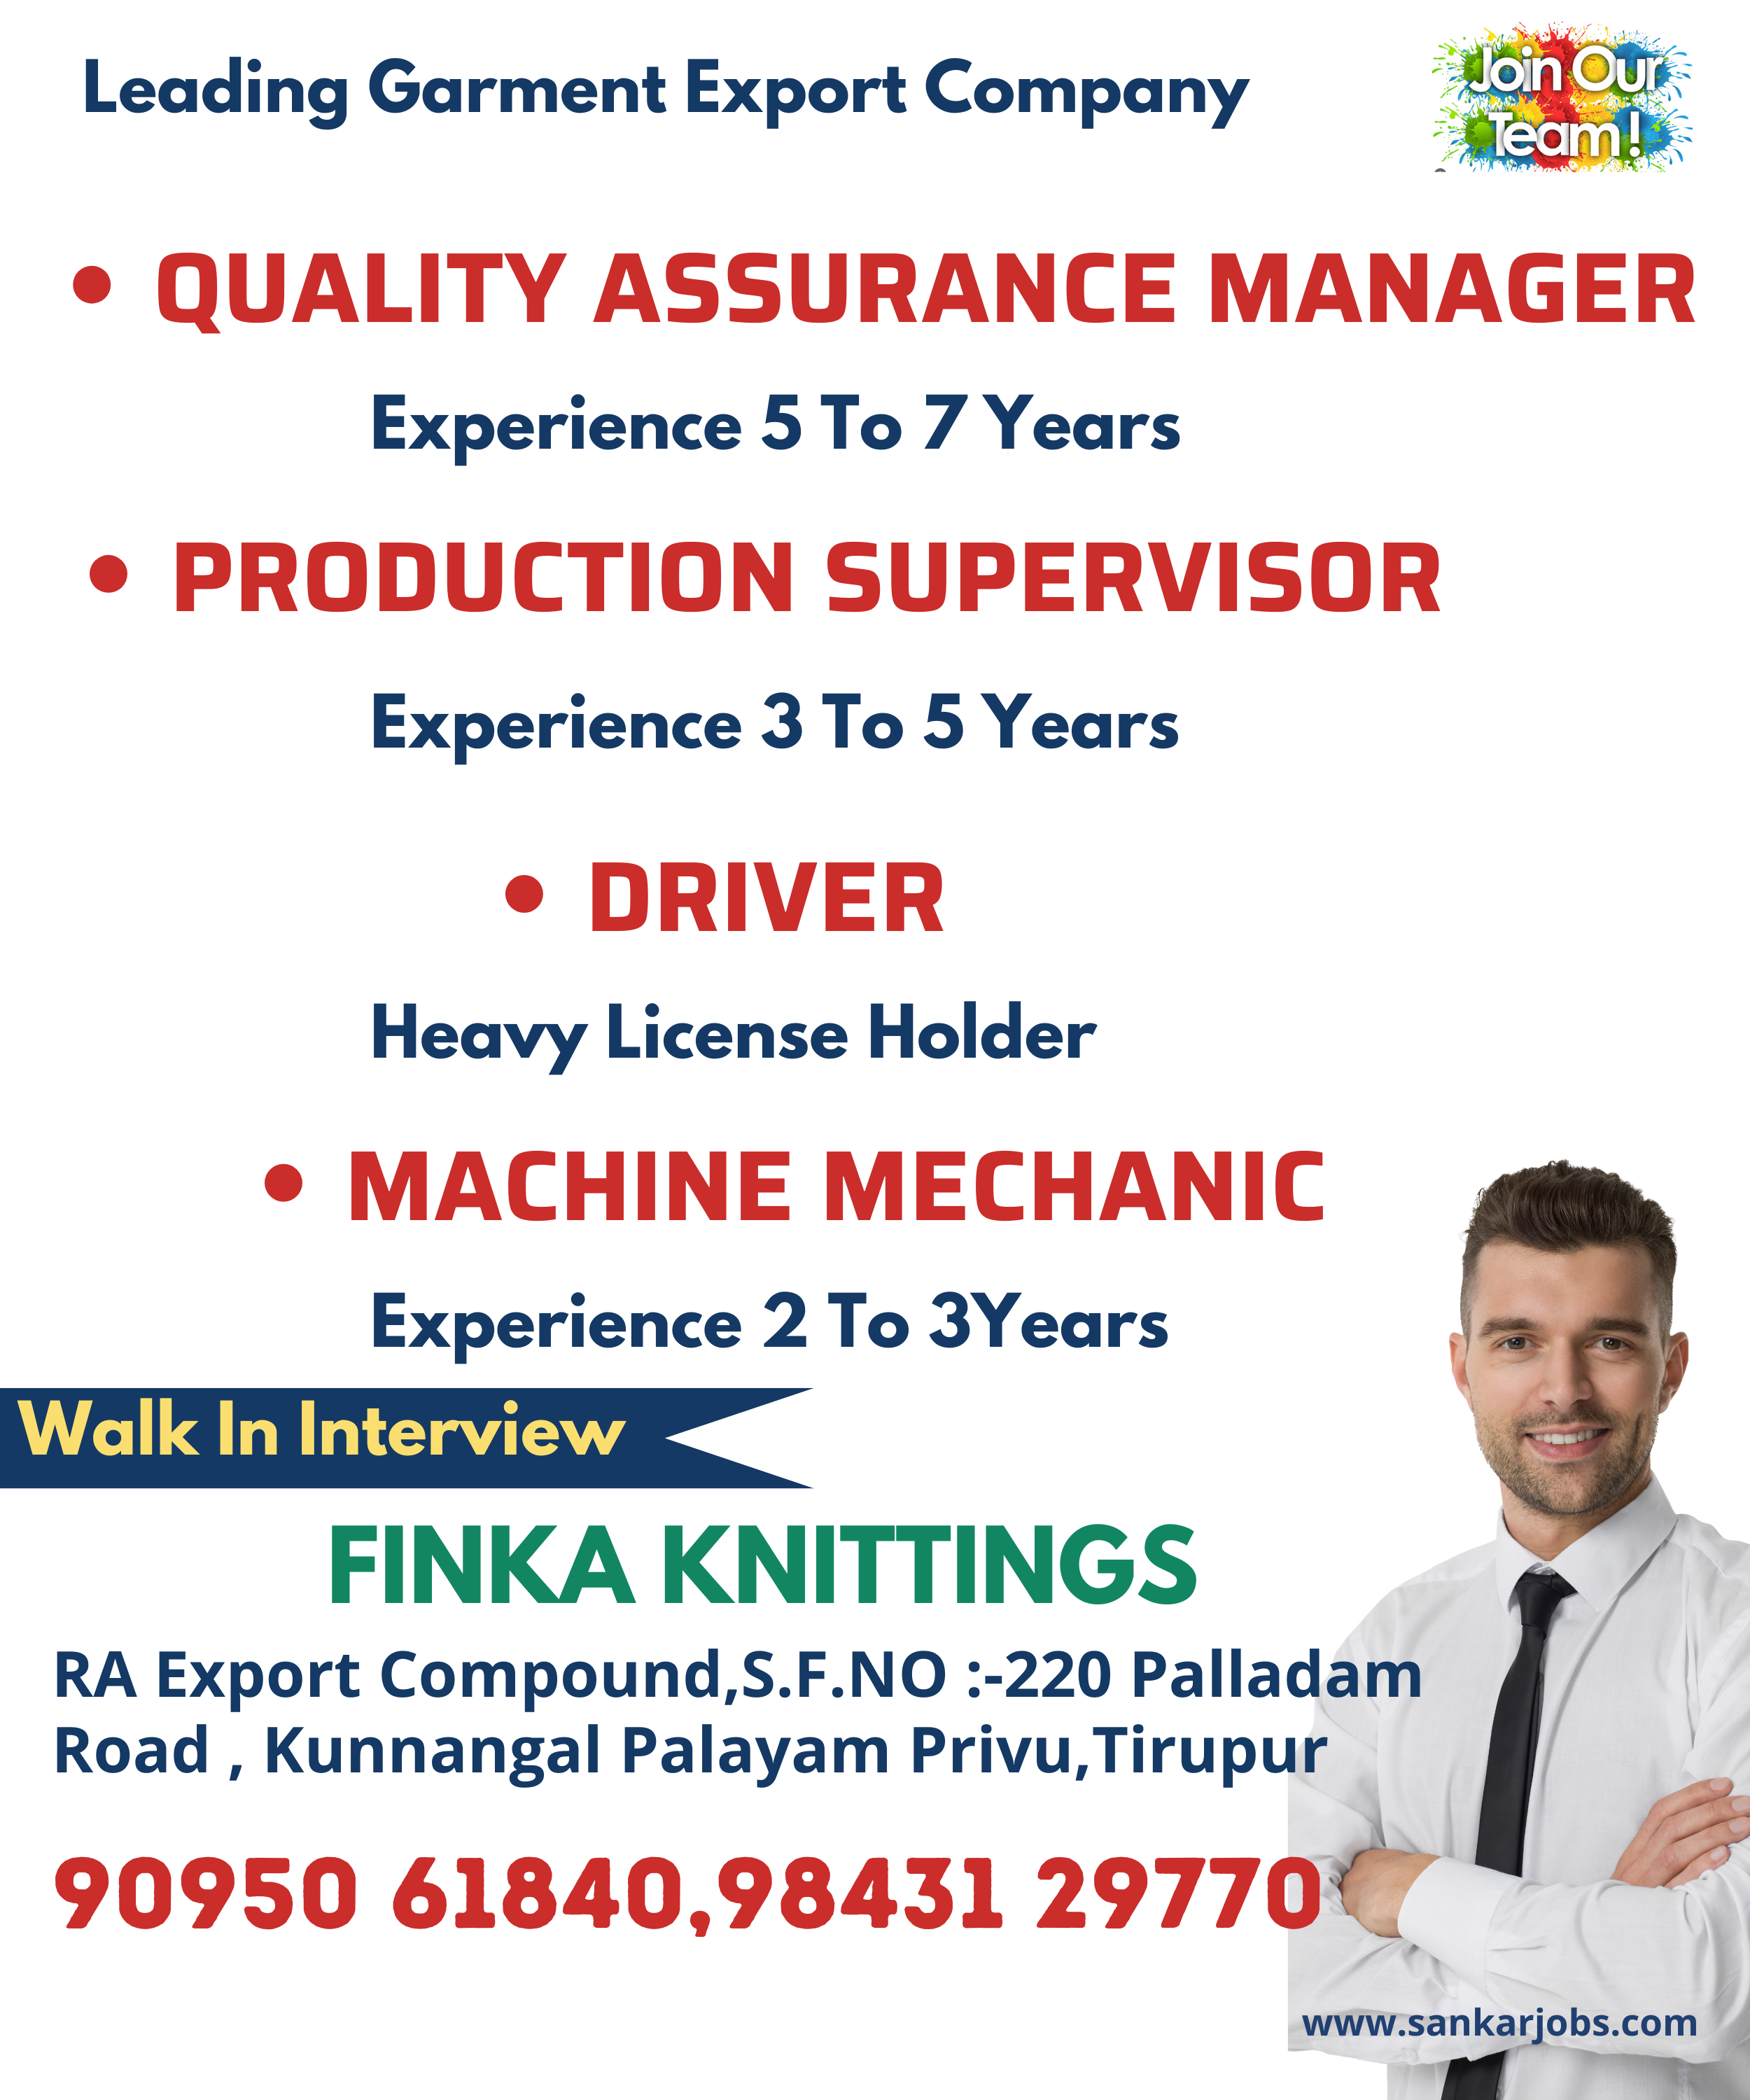 Leading Garment Export Company
Join Our
Team !
• QUALITY ASSURANCE MANAGER
Experience 5 To 7 Years
• PRODUCTION SUPERVISOR
Experience 3 To 5 Years
• DRIVER
Heavy License Holder
• MACHINE MECHANIC
Experience 2 To 3Years
Walk In Interview
FINKA KNITTINGS
RA Export Compound,S.F.NO :-220 Palladam
Road , Kunnangal Palayam Privu,Tirupur
90950 61840,98431 29770
www.sankarjobs.com